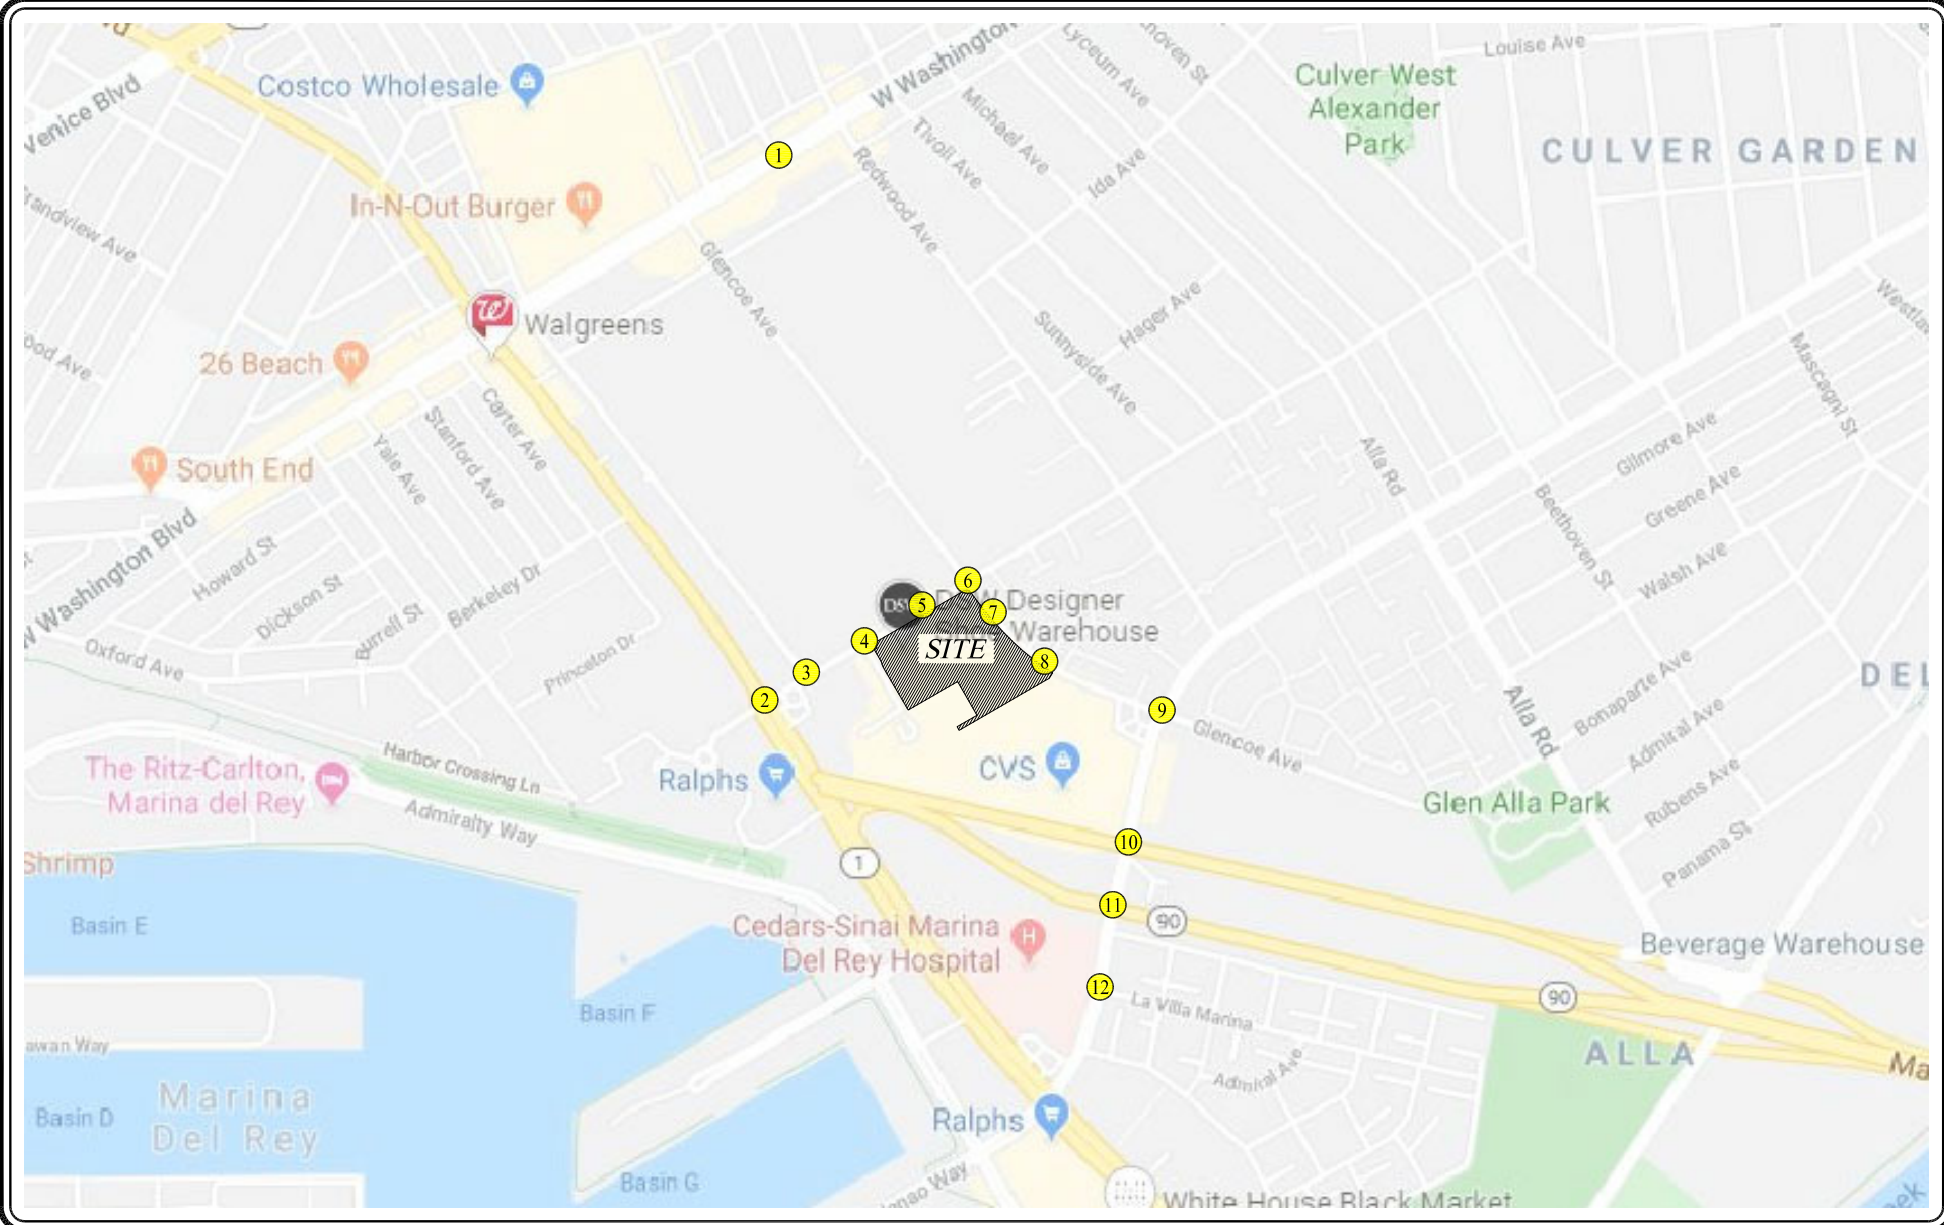 Venice Blvd
Costco Wholesale
W Washington
Lyceum Ave
Louise Ave
Culver West
Alexander
Park
CULVER GARDEN
1
Michael Ave
Tivoli Ave
Redwood Ave
Ida Ave
In-N-Out Burger
Glencoe Ave
Walgreens
26 Beach
Carter Ave
Stanford Ave
Yale Ave
South End
W Washington Blvd
Sunnyside Ave
Hager Ave
Mascagni St
Gilmore Ave
Alla Rd
Greene Ave
Beethoven St
Walsh Ave
Howard St
Dickson St
Burrell St
Berkeley Dr
Princeton Dr
Oxford Ave
6
5
7
Designer
Warehouse
4
SITE
8
3
2
9
Glencoe Ave
Alla Rd
Bonaparte Ave
Admiral Ave
Rubens Ave
Panama St
DEL
Harbor Crossing Ln
Admiralty Way
The Ritz-Carlton,
Marina del Rey
Ralphs
CVS
Glen Alla Park
10
1
11
90
Shrimp
Basin E
Cedars-Sinai Marina
Del Rey Hospital
Beverage Warehouse
12
La Villa Marina
90
Basin F
awan Way
ALLA
Admiral Ave
Ma
Marina
Del Rey
Basin D
Ralphs
Basin G
White House Black Market